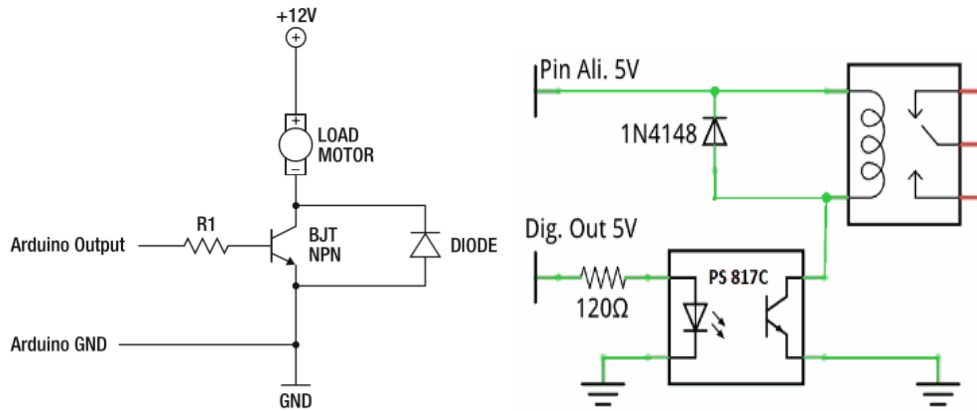 +12V
+
LOAD
MOTOR
−
R1
Arduino Output
BJT
NPN
DIODE
Arduino GND
GND
Pin Ali. 5V
1N4148
Dig. Out 5V
120Ω
PS 817C